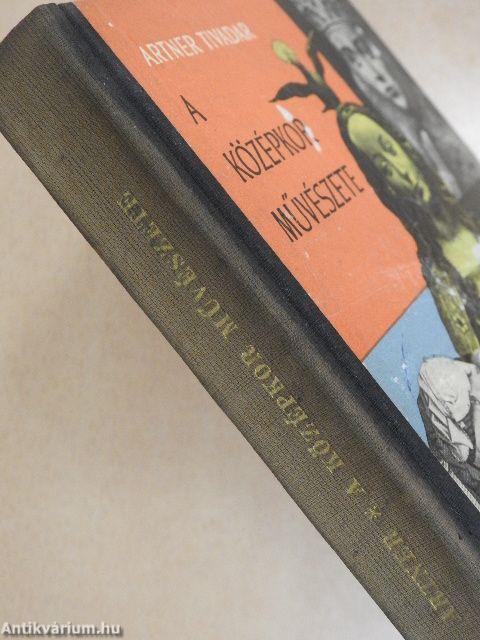 ARTNER TIVADAR
A
KÖZÉPKOR
MŰVÉSZETE
ARTNER * A KÖZÉPKOR MŰVÉSZETE
Antikvárium.hu